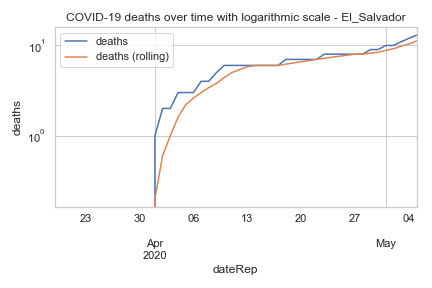 COVID-19 deaths over time with logarithmic scale - El_Salvador
deaths
deaths (rolling)
10¹
10⁰
deaths
23 30 06 13 20 27 04
Apr May
2020
dateRep